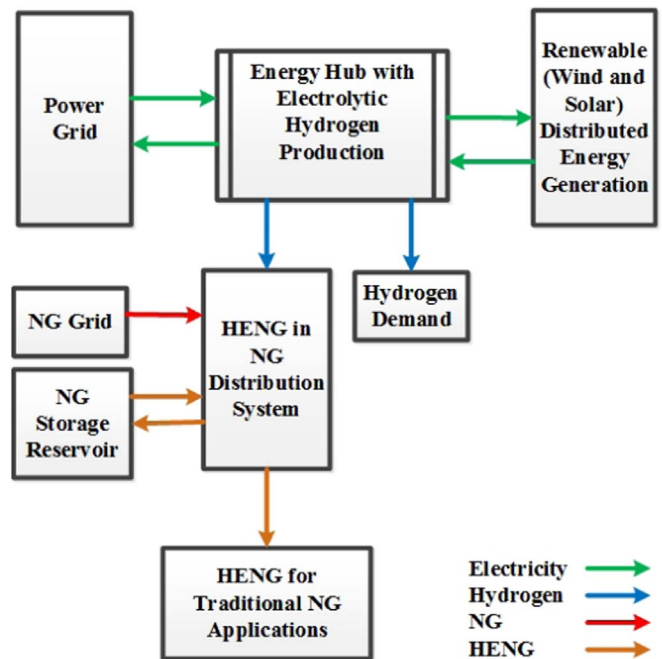 Power
Grid
Energy Hub with
Electrolytic
Hydrogen
Production
Renewable
(Wind and
Solar)
Distributed
Energy
Generation
NG Grid
HENG in
NG
Distribution
System
Hydrogen
Demand
NG
Storage
Reservoir
HENG for
Traditional NG
Applications
Electricity
Hydrogen
NG
HENG